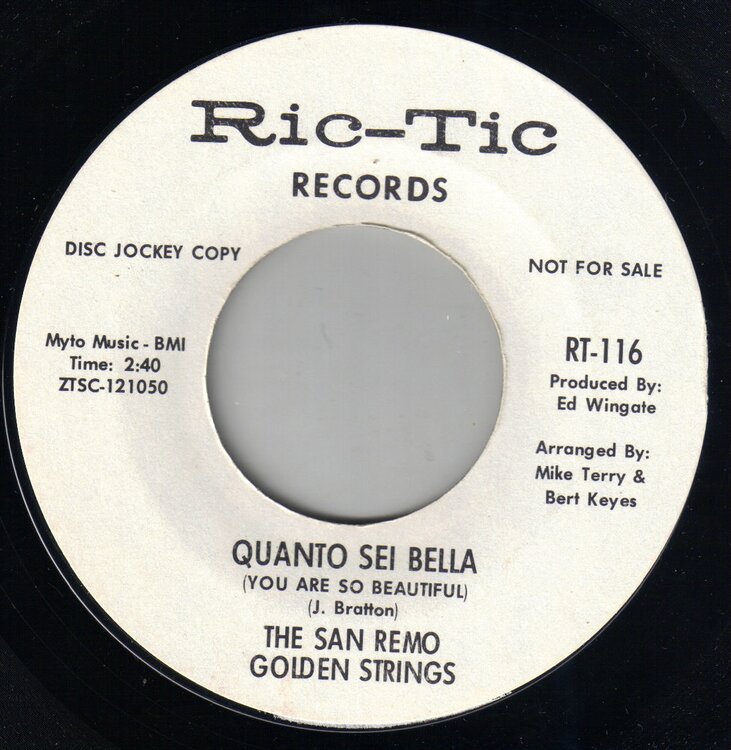 Ric-Tic
RECORDS
DISC JOCKEY COPY
NOT FOR SALE
Myto Music - BMI
Time: 2:40
ZTSC-121050
RT-116
Produced By:
Ed Wingate
Arranged By:
Mike Terry &
Bert Keyes
QUANTO SEI BELLA
(YOU ARE SO BEAUTIFUL)
(J. Bratton)
THE SAN REMO
GOLDEN STRINGS